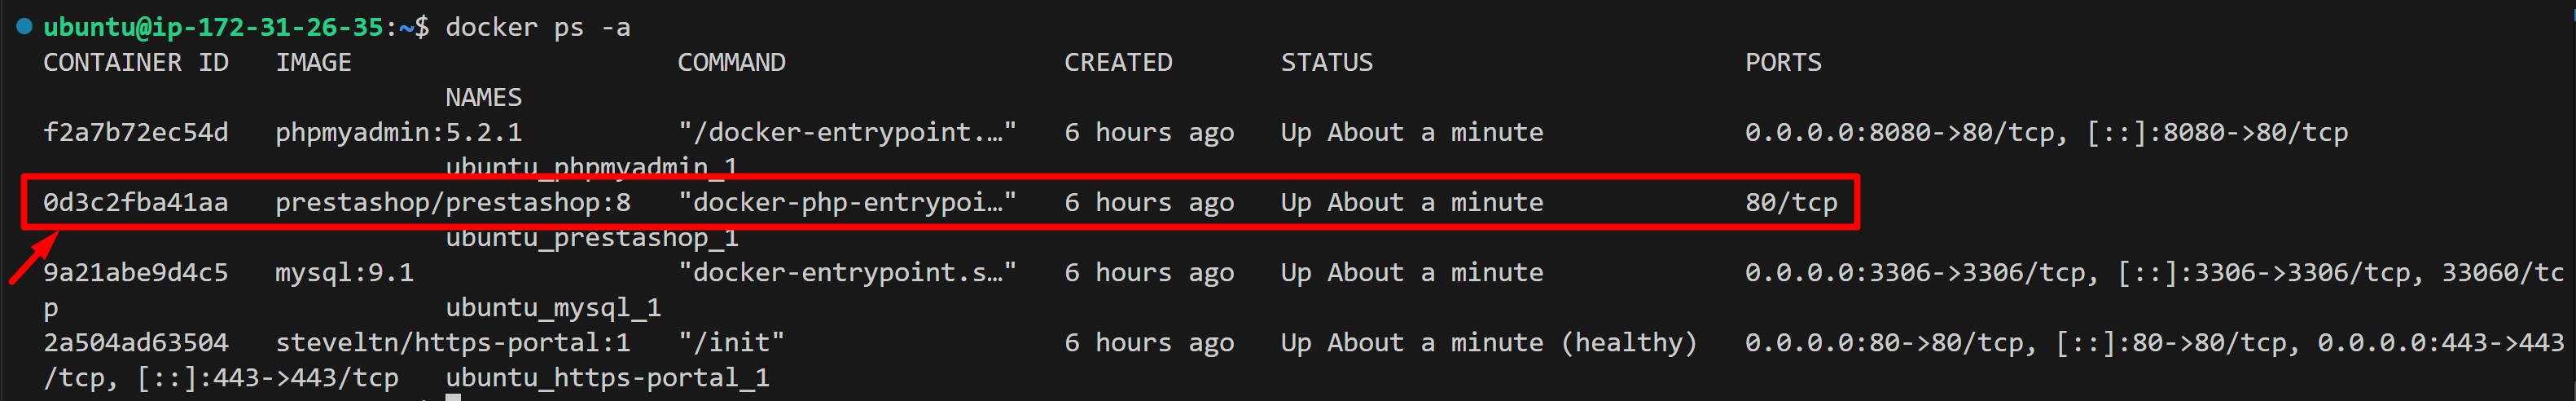 ubuntu@ip-172-31-26-35:~$ docker ps -a
CONTAINER ID   IMAGE                     COMMAND                  CREATED       STATUS                        PORTS
                          NAMES
f2a7b72ec54d   phpmyadmin:5.2.1          "/docker-entrypoint.…"   6 hours ago   Up About a minute             0.0.0.0:8080->80/tcp, [::]:8080->80/tcp
                          ubuntu_phpmyadmin_1
0d3c2fba41aa   prestashop/prestashop:8   "docker-php-entrypoi…"   6 hours ago   Up About a minute             80/tcp
                          ubuntu_prestashop_1
9a21abe9d4c5   mysql:9.1                 "docker-entrypoint.s…"   6 hours ago   Up About a minute             0.0.0.0:3306->3306/tcp, [::]:3306->3306/tcp, 33060/tc
p                         ubuntu_mysql_1
2a504ad63504   steveltn/https-portal:1   "/init"                  6 hours ago   Up About a minute (healthy)   0.0.0.0:80->80/tcp, [::]:80->80/tcp, 0.0.0.0:443->443
/tcp, [::]:443->443/tcp   ubuntu_https-portal_1